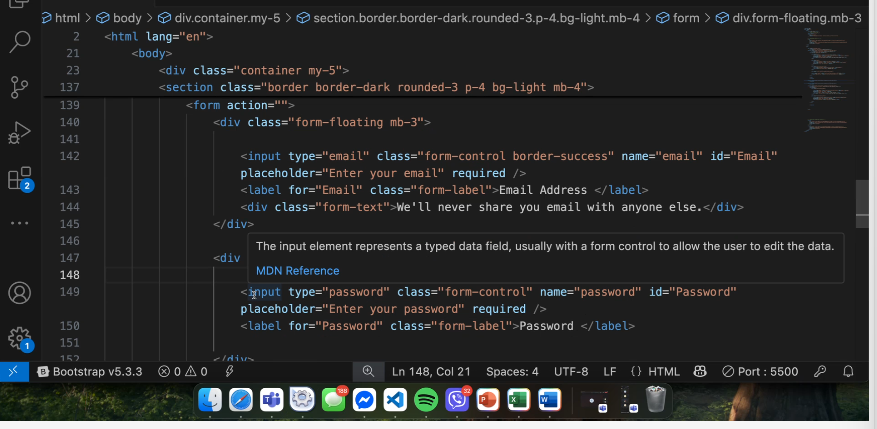 html > body > div.container.my-5 > section.border.border-dark.rounded-3.p-4.bg-light.mb-4 > form > div.form-floating.mb-3
2 <html lang="en">
21 <body>
23 <div class="container my-5">
137 <section class="border border-dark rounded-3 p-4 bg-light mb-4">
139 <form action="">
140 <div class="form-floating mb-3">
141
142 <input type="email" class="form-control border-success" name="email" id="Email"
placeholder="Enter your email" required />
143 <label for="Email" class="form-label">Email Address </label>
144 <div class="form-text">We'll never share you email with anyone else.</div>
145 </div>
146
The input element represents a typed data field, usually with a form control to allow the user to edit the data.
147 <div
MDN Reference
148
149 <input type="password" class="form-control" name="password" id="Password"
placeholder="Enter your password" required />
150 <label for="Password" class="form-label">Password </label>
151
152 </div>
2
1
Bootstrap v5.3.3 0 0 Ln 148, Col 21 Spaces: 4 UTF-8 LF {} HTML Port : 5500
188 32